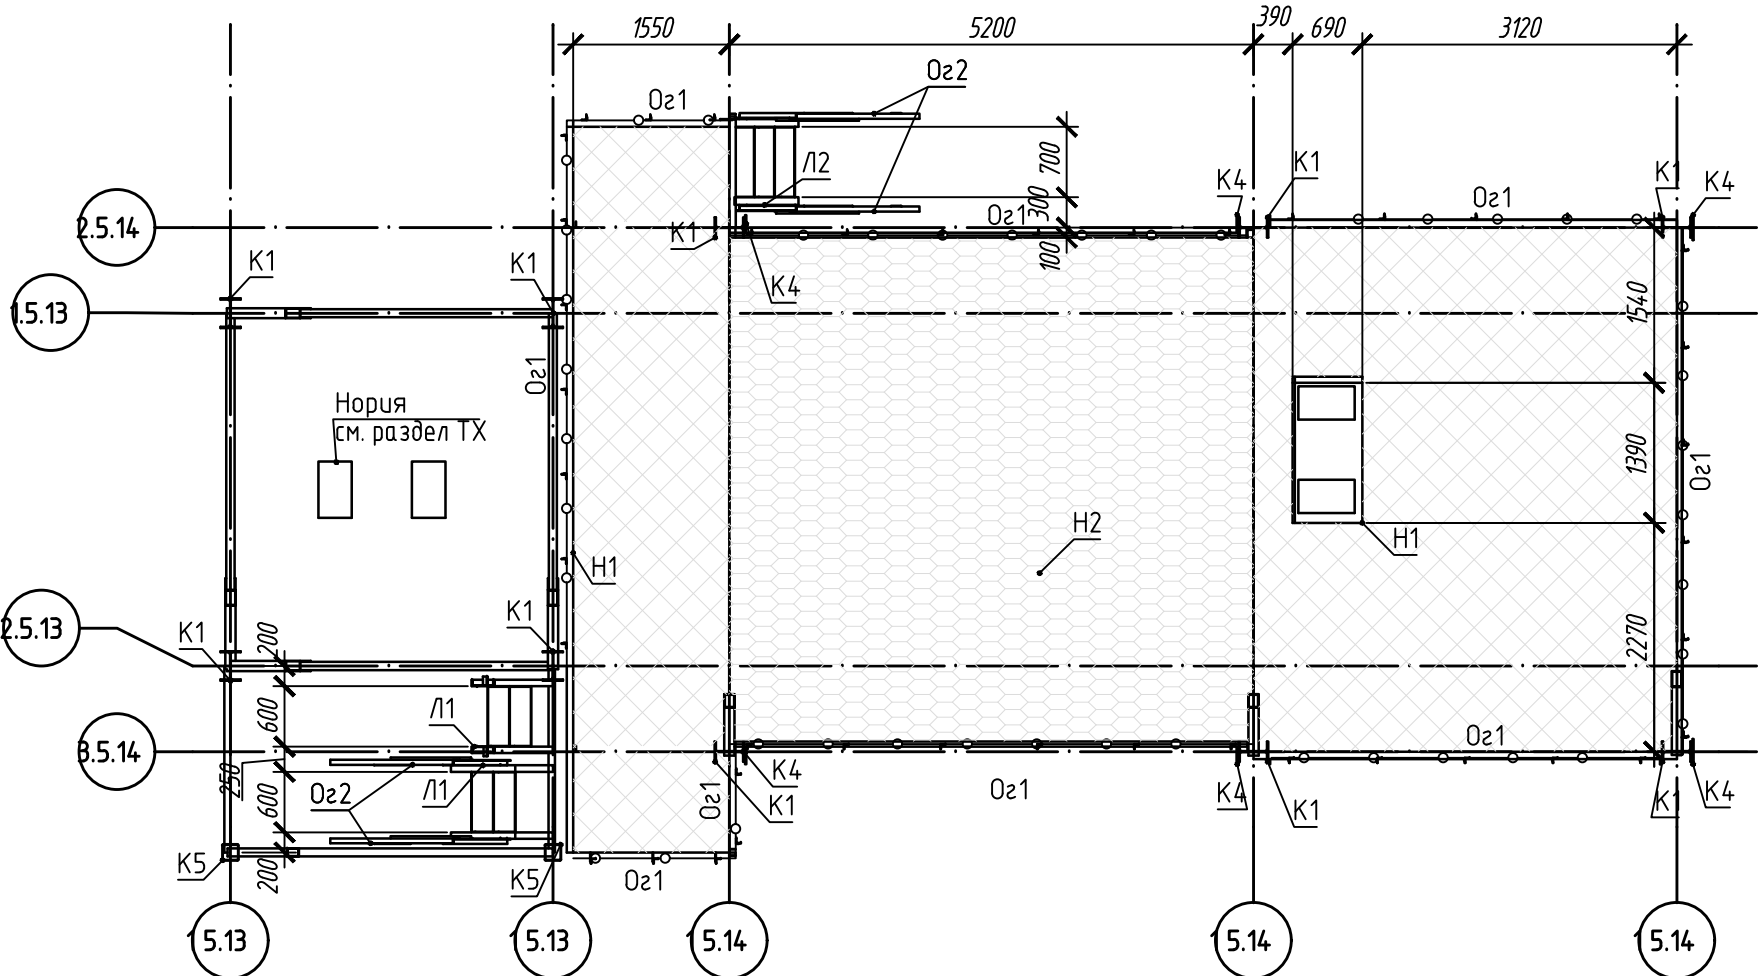 1550
5200
390
690
3120
Ог2
Ог1
Л2
700
300
100
К1
К4
К1
К4
Ог1
Ог1
К1
К4
2.5.14
К1
К1
1.5.13
1540
Ог1
Нория
см. раздел ТХ
1390
Ог1
Н2
Н1
Н1
2.5.13
К1
К1
200
2270
Л1
600
3.5.14
Ог1
250
Ог2
Л1
600
Ог1
К4
К1
Ог1
К4
К1
К1
К4
К5
200
К5
Ог1
5.13
5.13
5.14
5.14
5.14